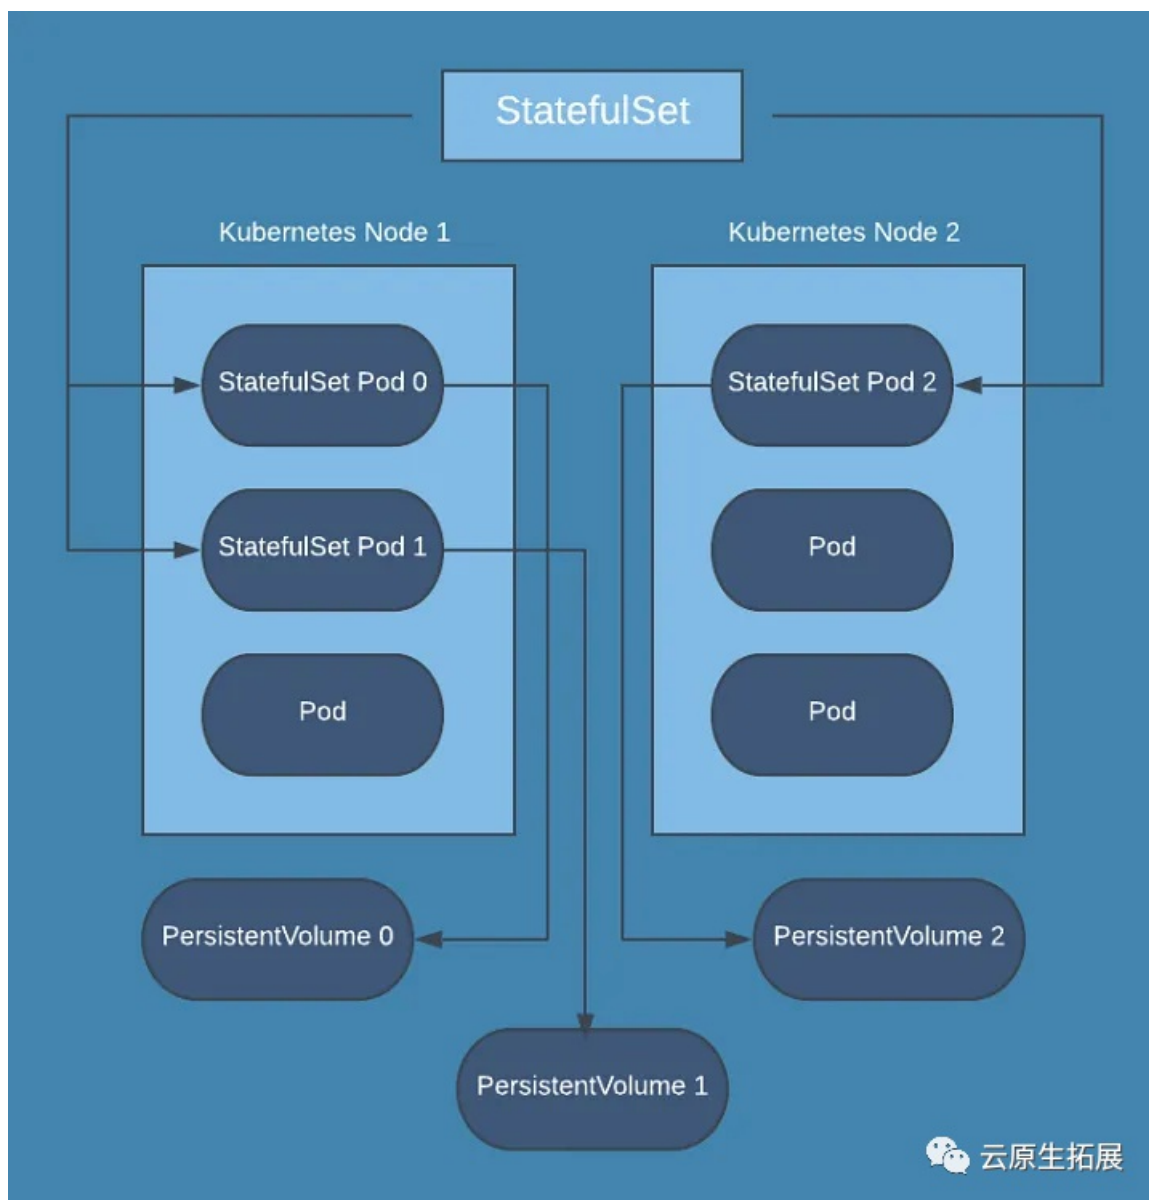 StatefulSet
Kubernetes Node 1
Kubernetes Node 2
StatefulSet Pod 0
StatefulSet Pod 2
StatefulSet Pod 1
Pod
Pod
Pod
PersistentVolume 0
PersistentVolume 2
PersistentVolume 1
云原生拓展